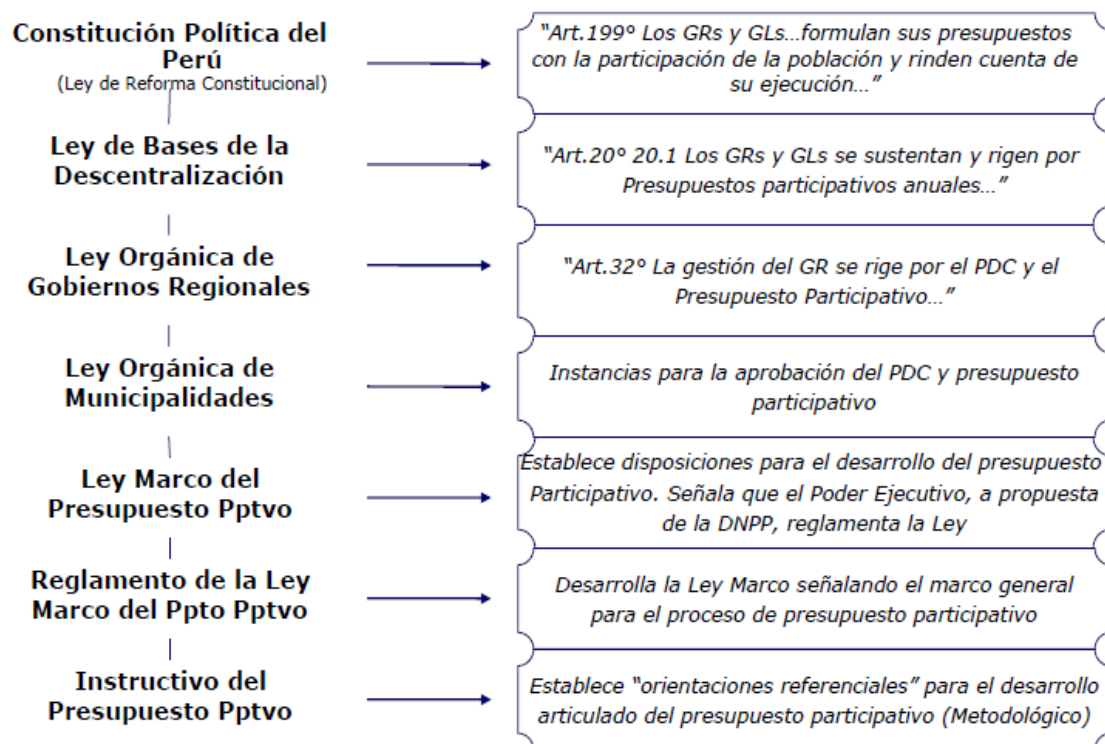 Constitución Política del
Perú
(Ley de Reforma Constitucional)
“Art.199° Los GRs y GLs...formulan sus presupuestos
con la participación de la población y rinden cuenta de
su ejecución...”
Ley de Bases de la
Descentralización
“Art.20° 20.1 Los GRs y GLs se sustentan y rigen por
Presupuestos participativos anuales...”
Ley Orgánica de
Gobiernos Regionales
“Art.32° La gestión del GR se rige por el PDC y el
Presupuesto Participativo...”
Ley Orgánica de
Municipalidades
Instancias para la aprobación del PDC y presupuesto
participativo
Ley Marco del
Presupuesto Pptvo
Establece disposiciones para el desarrollo del presupuesto
Participativo. Señala que el Poder Ejecutivo, a propuesta
de la DNPP, reglamenta la Ley
Reglamento de la Ley
Marco del Ppto Pptvo
Desarrolla la Ley Marco señalando el marco general
para el proceso de presupuesto participativo
Instructivo del
Presupuesto Pptvo
Establece “orientaciones referenciales” para el desarrollo
articulado del presupuesto participativo (Metodológico)